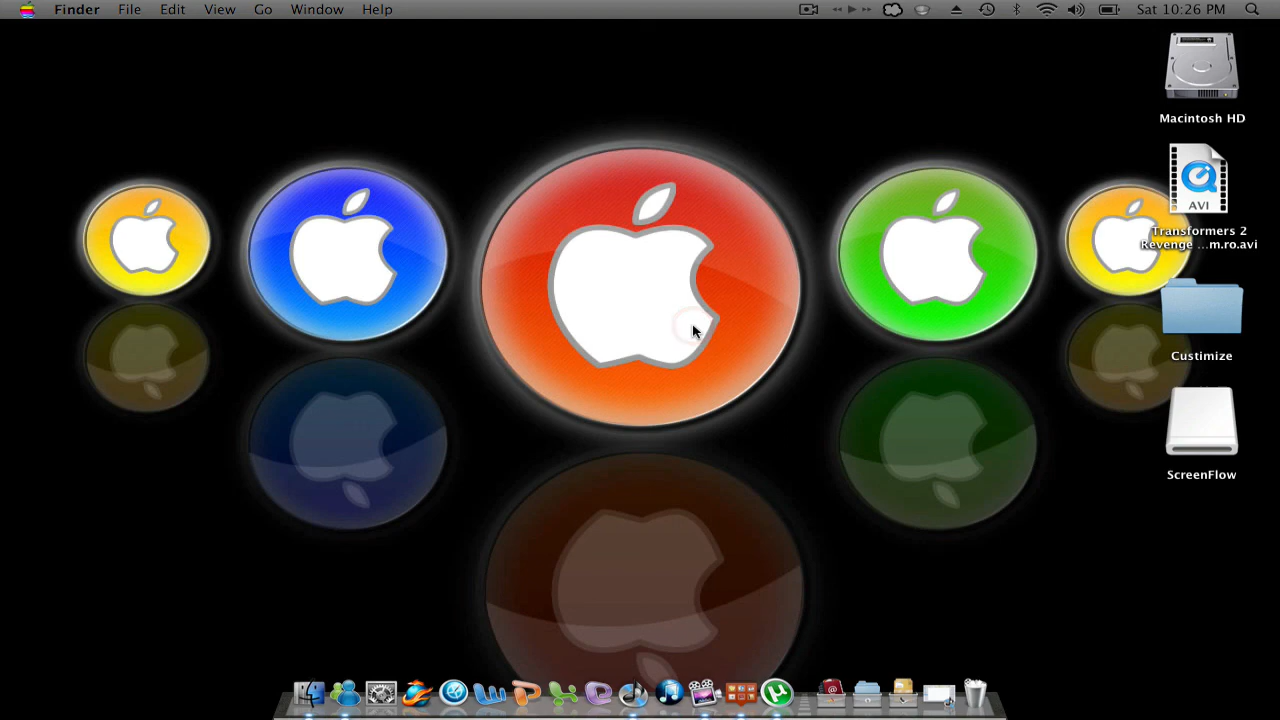 Finder File Edit View Go Window Help Sat 10:26 PM
Macintosh HD
AVI
Transformers 2
Revenge ...m.ro.avi
Custimize
ScreenFlow